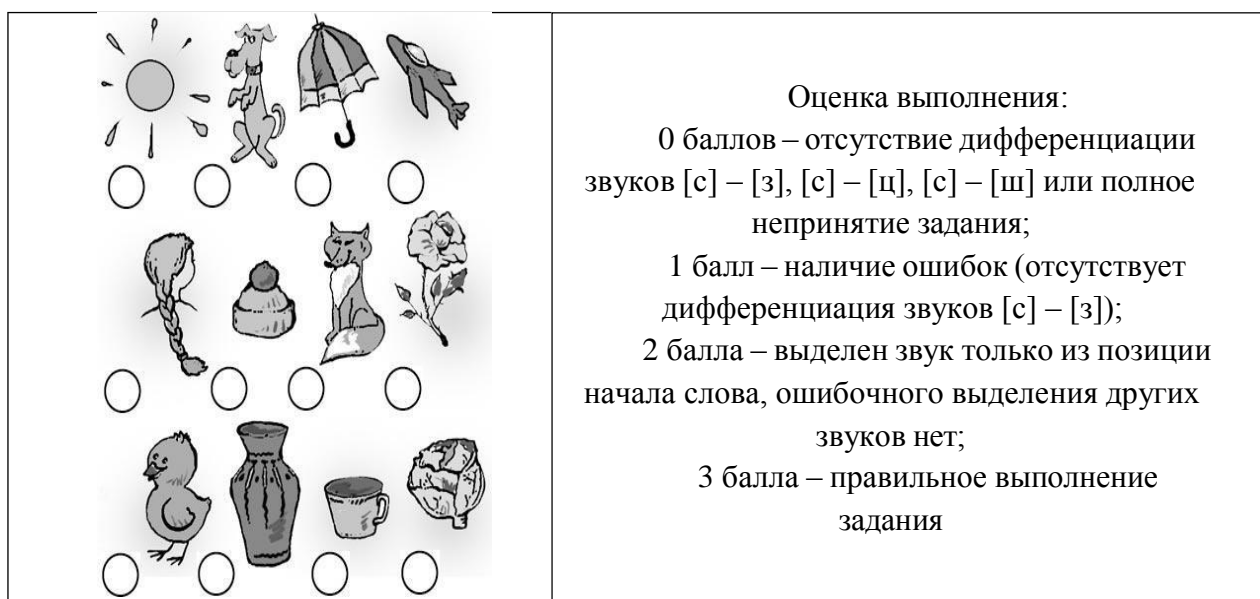 Оценка выполнения:
0 баллов – отсутствие дифференциации
звуков [с] – [з], [с] – [ц], [с] – [ш] или полное
непринятие задания;
1 балл – наличие ошибок (отсутствует
дифференциация звуков [с] – [з]);
2 балла – выделен звук только из позиции
начала слова, ошибочного выделения других
звуков нет;
3 балла – правильное выполнение
задания